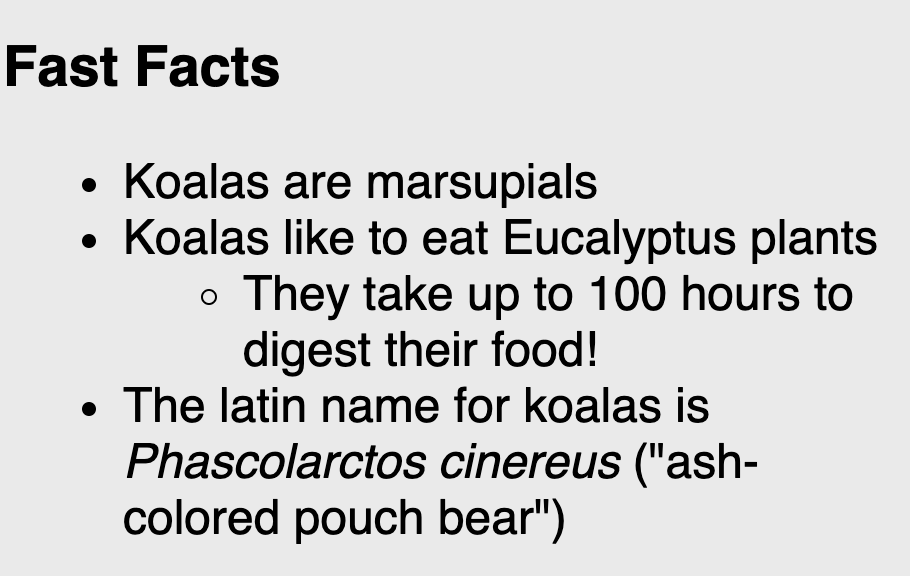 Fast Facts
• Koalas are marsupials
• Koalas like to eat Eucalyptus plants
◦ They take up to 100 hours to
digest their food!
• The latin name for koalas is
Phascolarctos cinereus ("ash-
colored pouch bear")